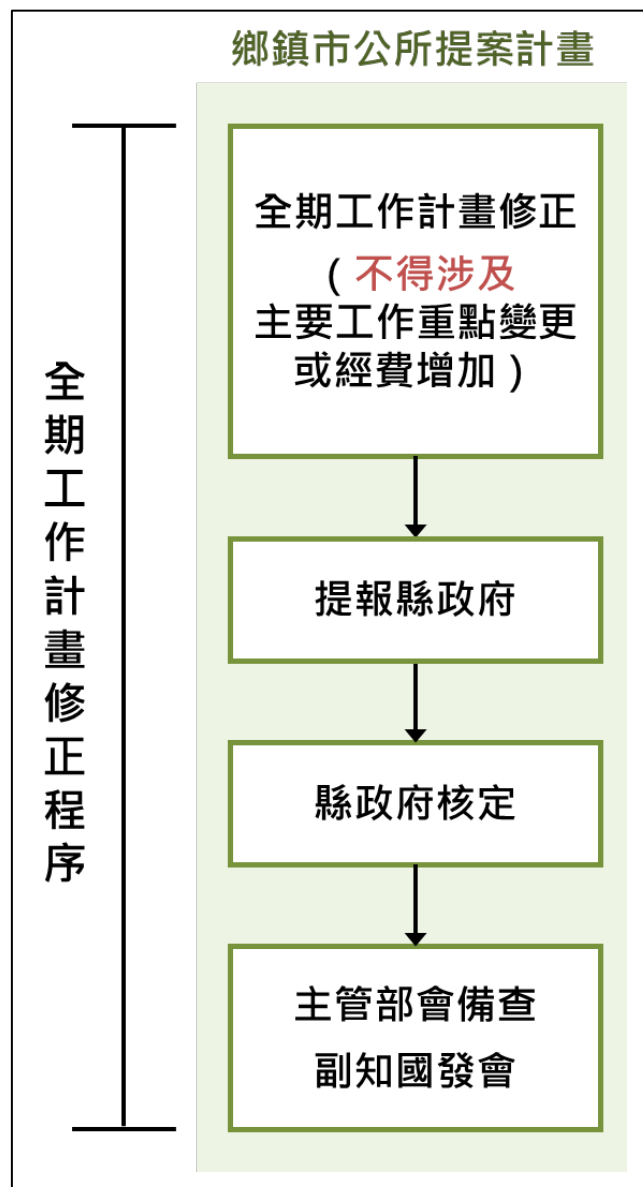 鄉鎮市公所提案計畫
全期工作計畫修正程序
全期工作計畫修正
(不得涉及
主要工作重點變更
或經費增加)
提報縣政府
縣政府核定
主管部會備查
副知國發會